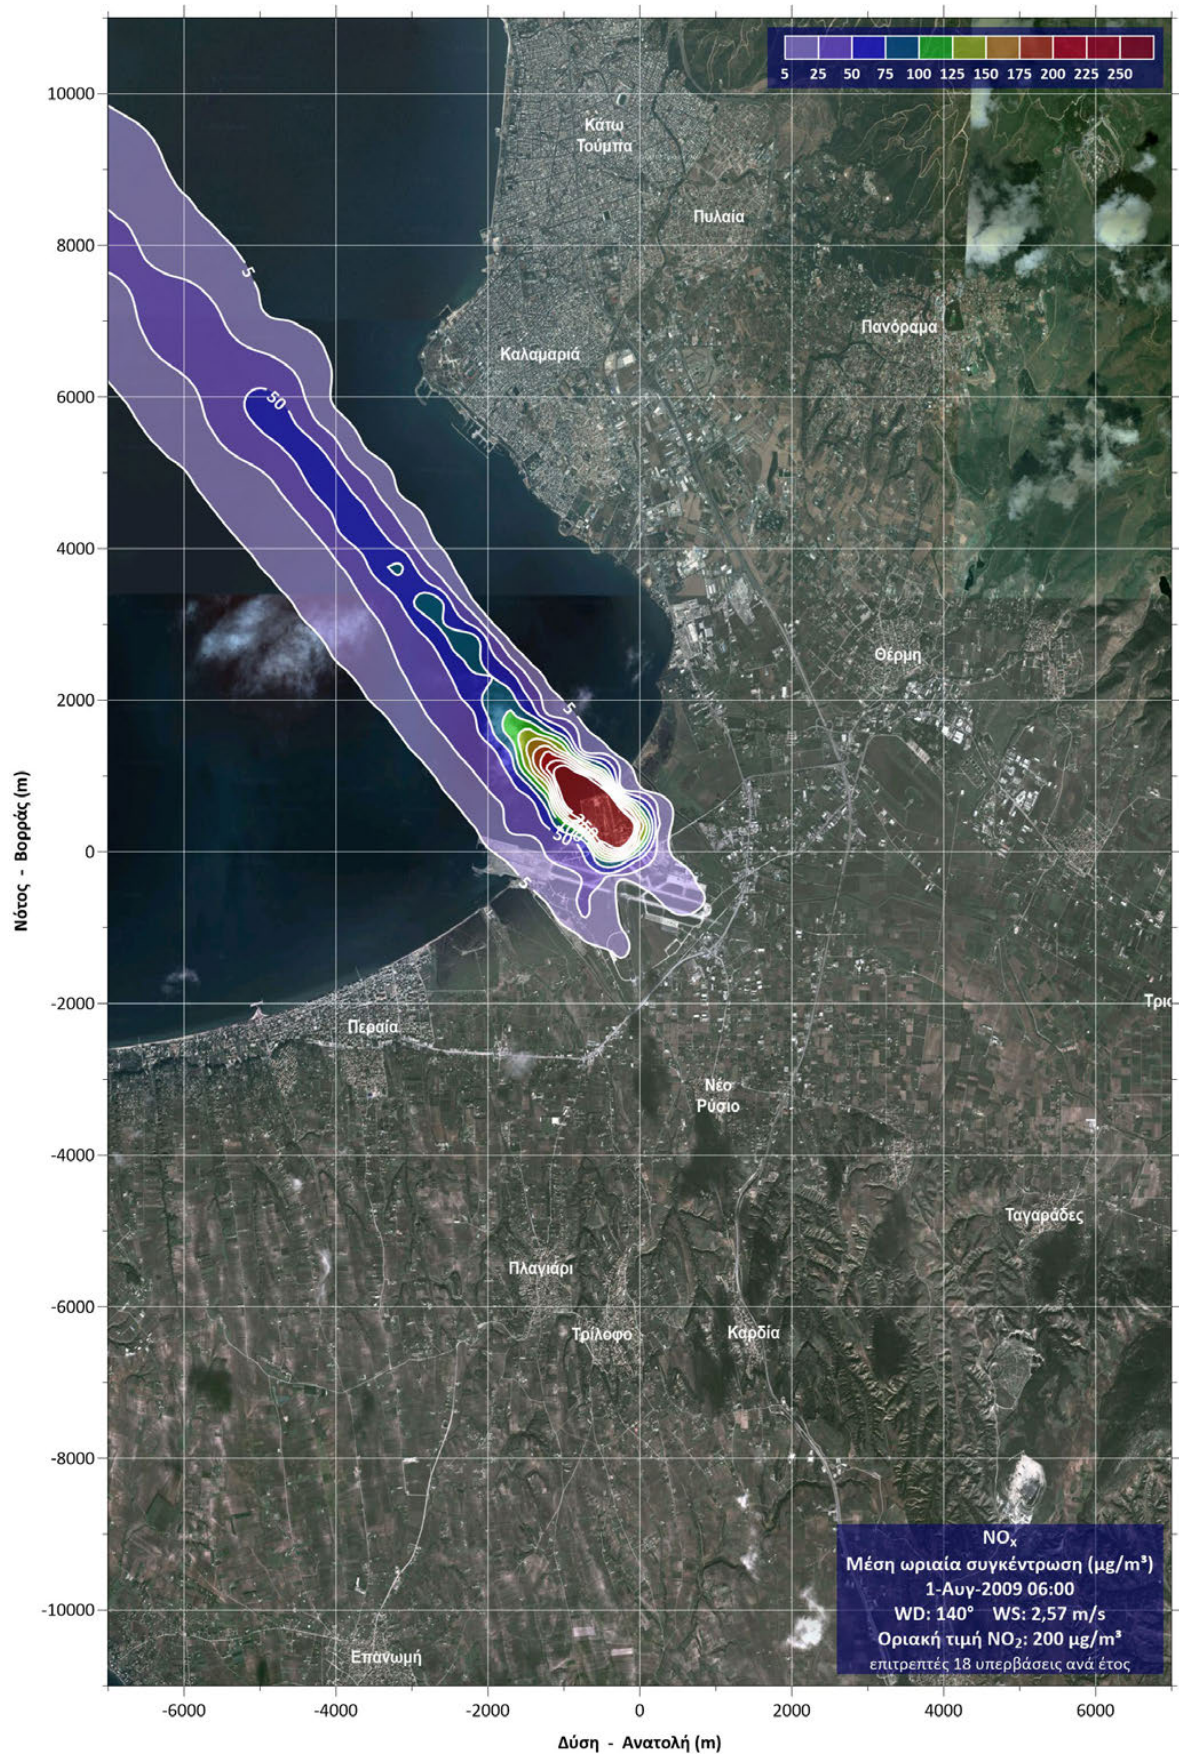 5 25 50 75 100 125 150 175 200 225 250
10000
Κάτω
Τούμπα
Πυλαία
8000
5
Πανόραμα
Καλαμαριά
6000
50
4000
Θέρμη
2000
5
250
50
0
5
-2000
Περαία
Νέο
Ρύσιο
-4000
Ταγαράδες
Πλαγιάρι
-6000
Τρίλοφο
Καρδία
-8000
-10000
Επανωμή
NOx
Μέση ωριαία συγκέντρωση (μg/m³)
1-Αυγ-2009 06:00
WD: 140° WS: 2,57 m/s
Οριακή τιμή NO₂: 200 μg/m³
επιτρεπτές 18 υπερβάσεις ανά έτος
-6000 -4000 -2000 0 2000 4000 6000
Δύση - Ανατολή (m)
Νότος - Βορράς (m)